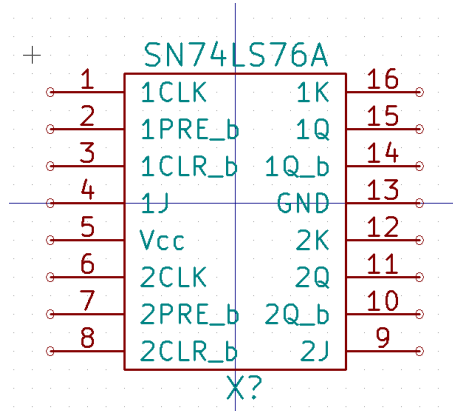 SN74LS76A
1 1CLK 1K 16
2 1PRE_b 1Q 15
3 1CLR_b 1Q_b 14
4 1J GND 13
5 Vcc 2K 12
6 2CLK 2Q 11
7 2PRE_b 2Q_b 10
8 2CLR_b 2J 9
X?